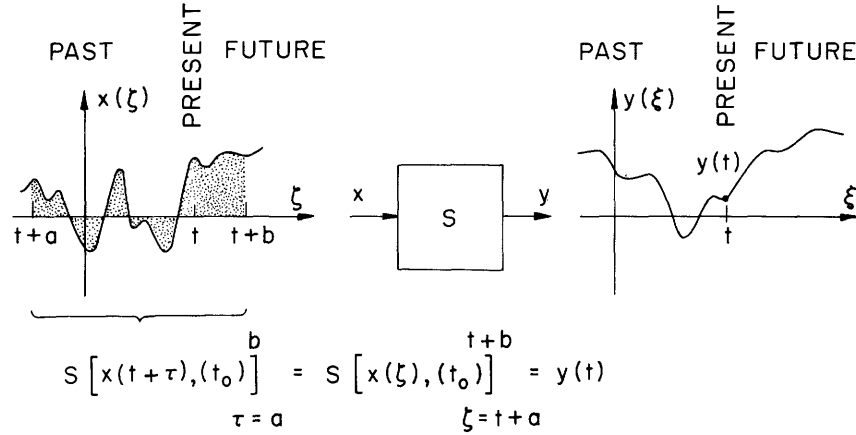 PAST PRESENT FUTURE
x(ζ)
ζ
t+a t t+b
x S y
PAST PRESENT FUTURE
y(ξ)
y(t)
t ξ
b t+b
S[x(t+τ),(t₀)] = S[x(ζ),(t₀)] = y(t)
τ=a ζ=t+a